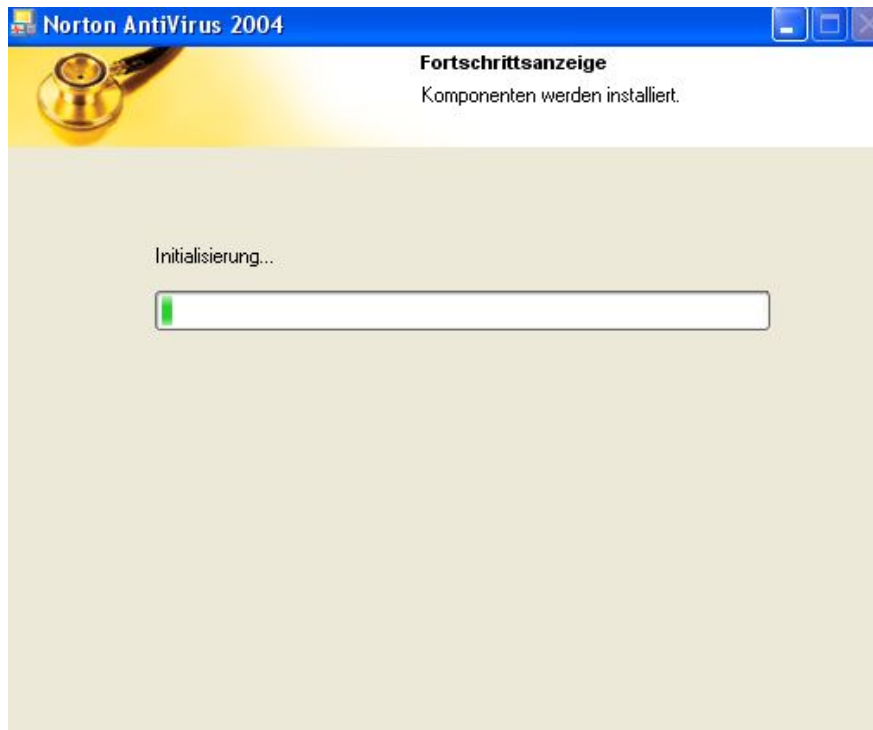 Norton AntiVirus 2004
Fortschrittsanzeige
Komponenten werden installiert.
Initialisierung...